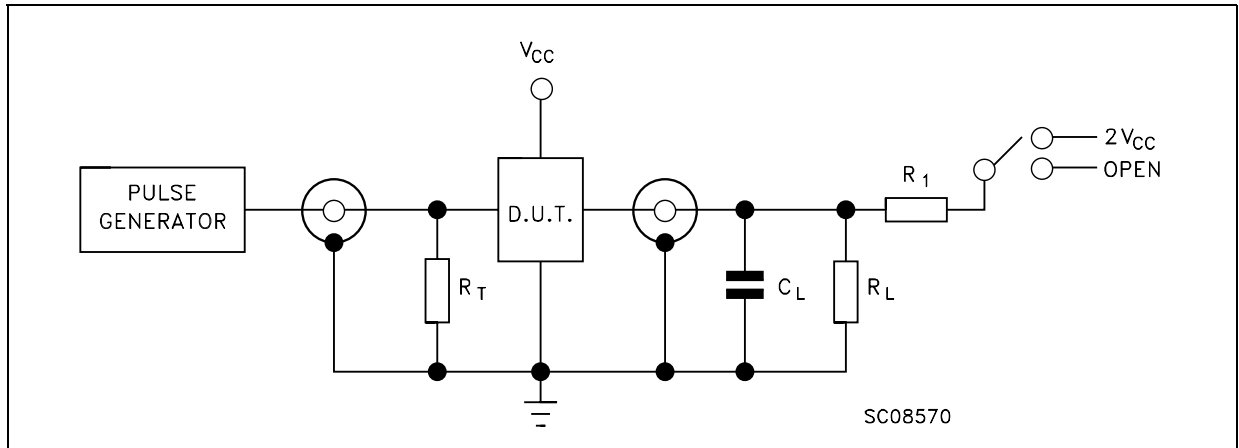 VCC
2VCC
OPEN
R1
PULSE
GENERATOR
D.U.T.
RT
CL
RL
SC08570